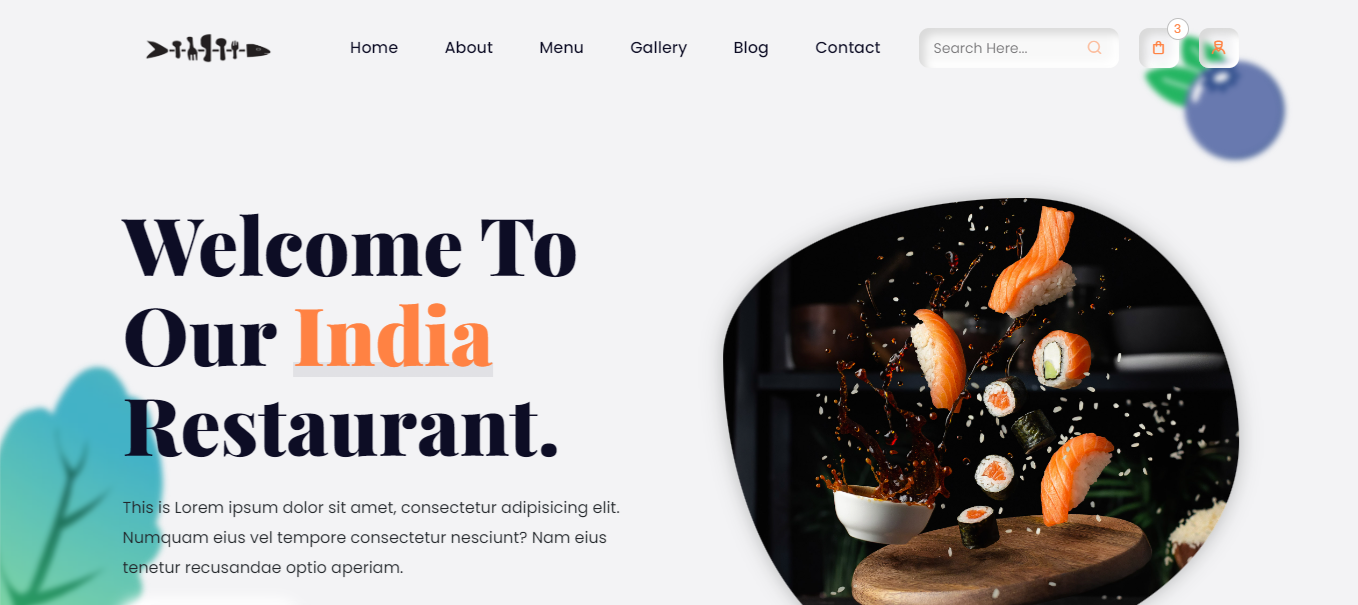 Home About Menu Gallery Blog Contact Search Here... 3
Welcome To
Our India
Restaurant.
This is Lorem ipsum dolor sit amet, consectetur adipisicing elit.
Numquam eius vel tempore consectetur nesciunt? Nam eius
tenetur recusandae optio aperiam.